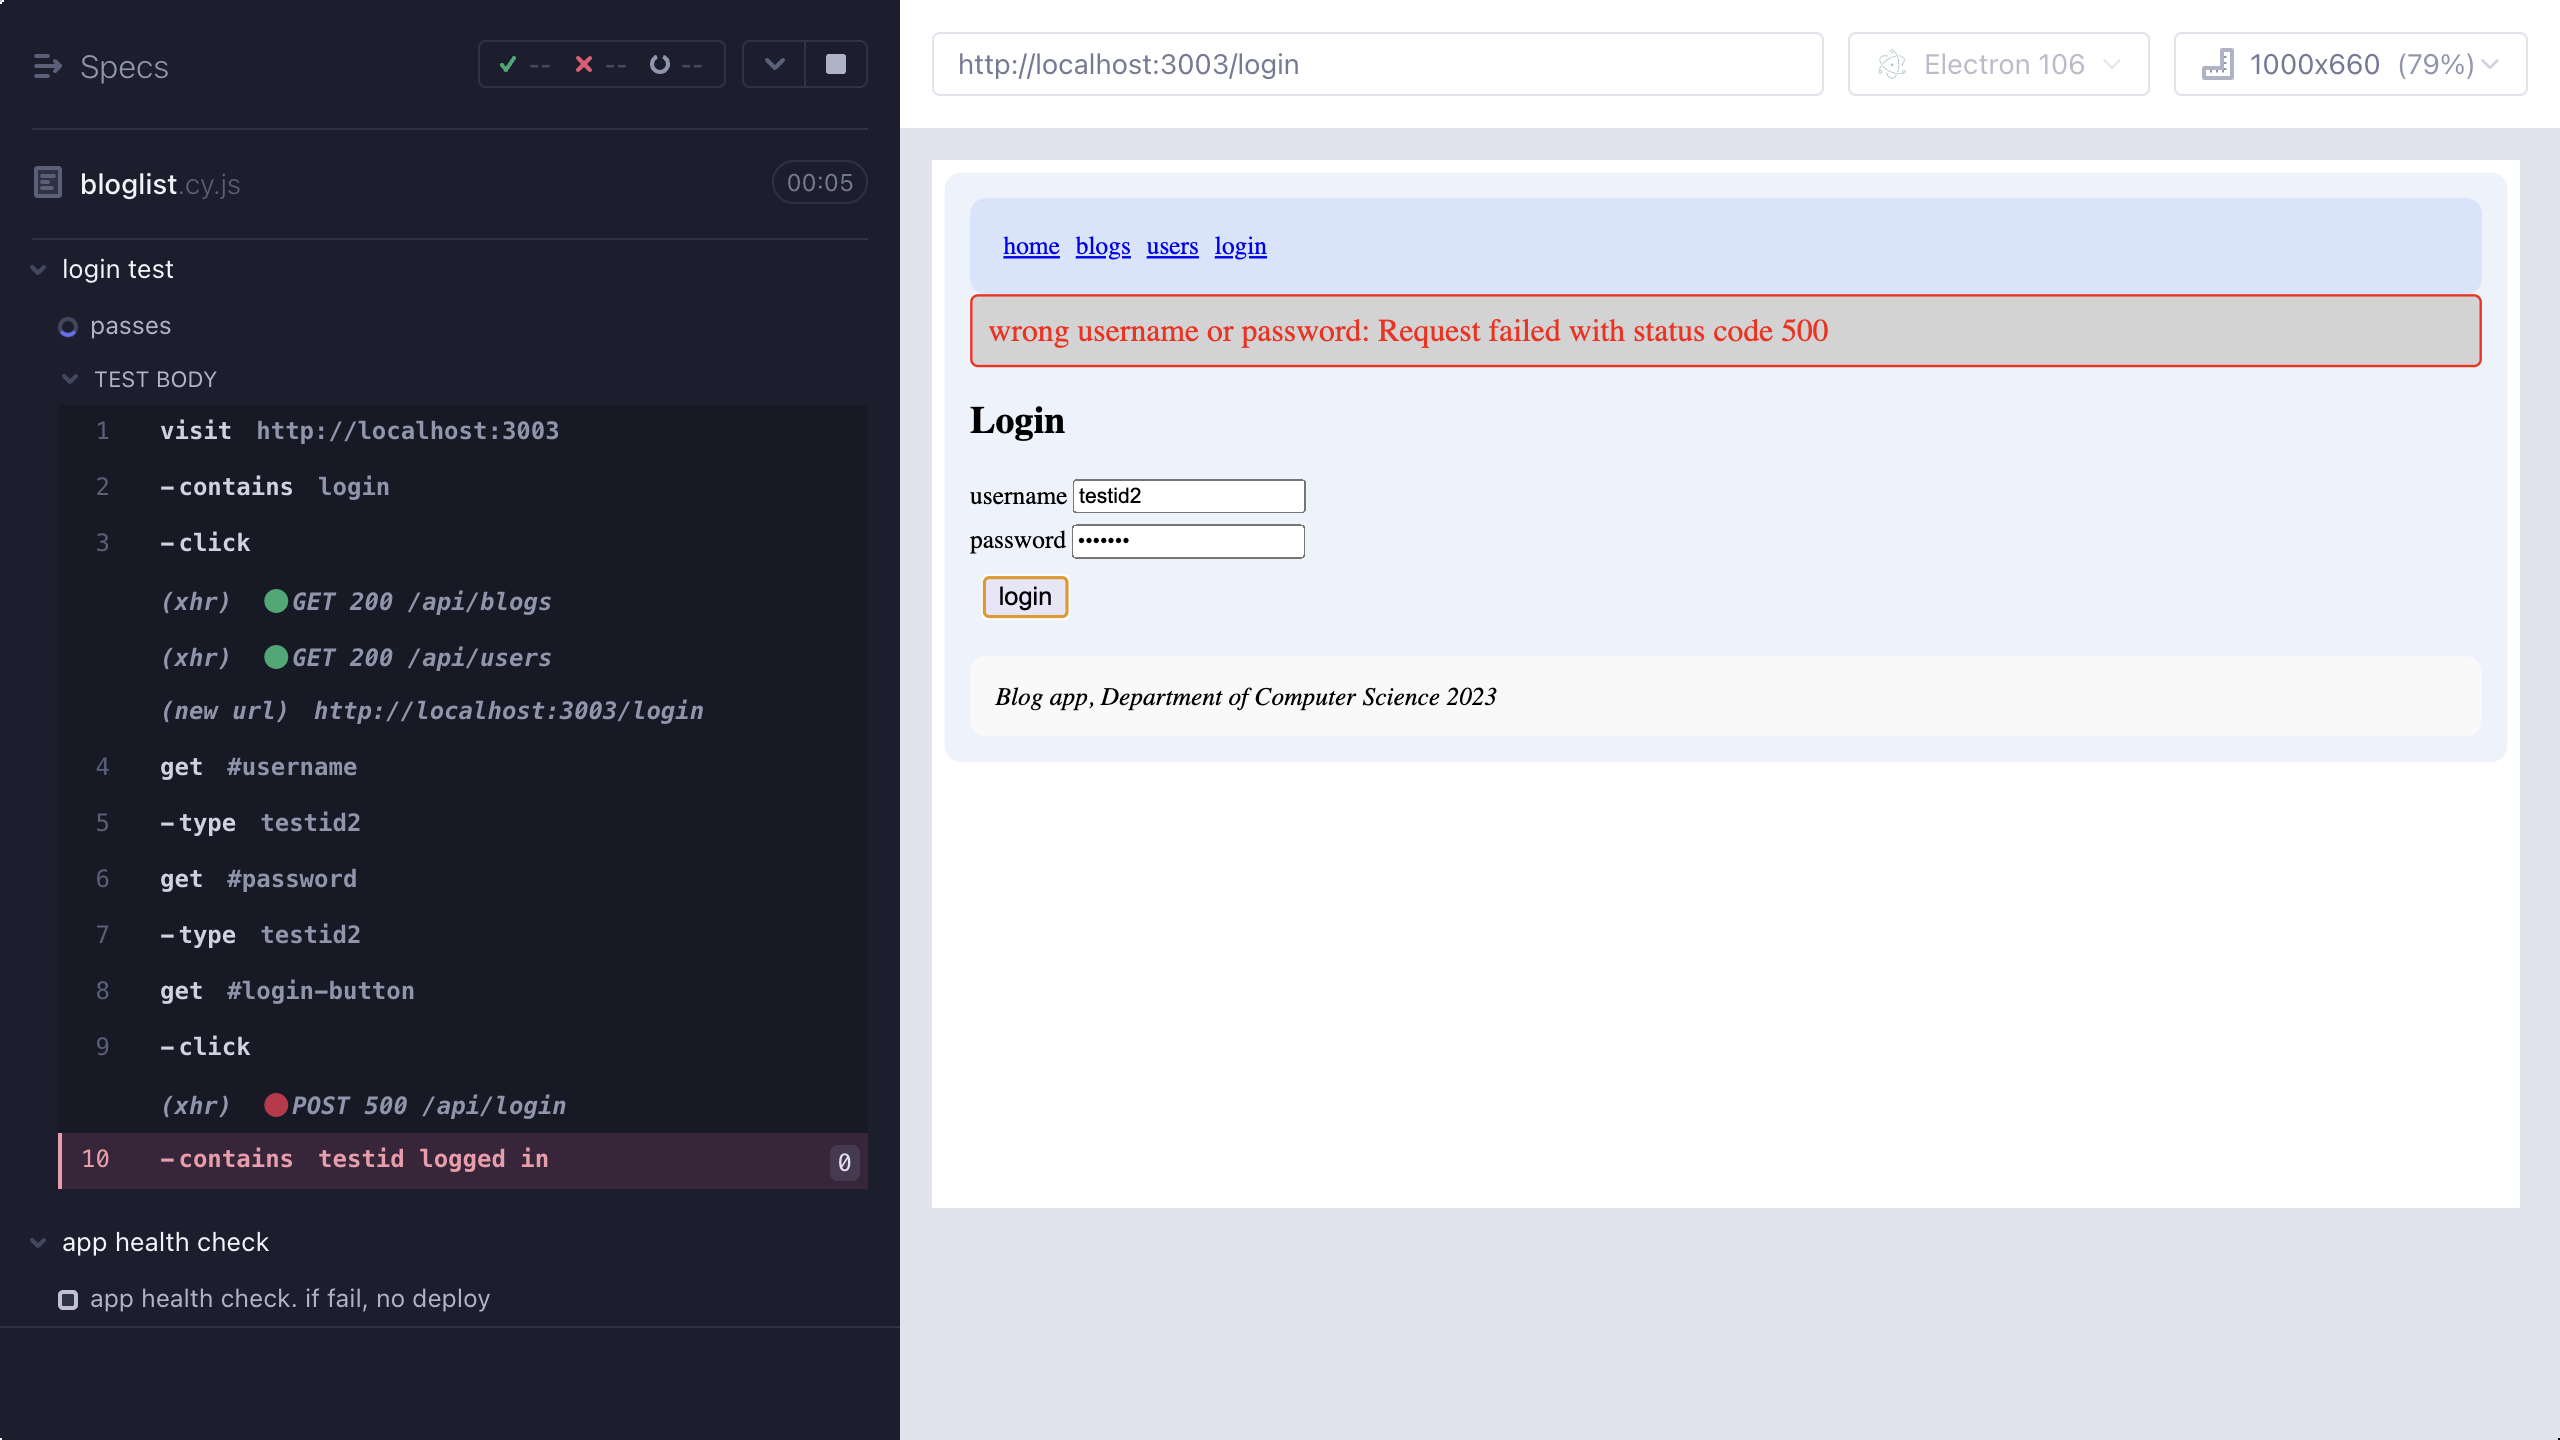 Specs
-- -- --
bloglist.cy.js
00:05
login test
passes
TEST BODY
1 visit http://localhost:3003
2 -contains login
3 -click
(xhr) GET 200 /api/blogs
(xhr) GET 200 /api/users
(new url) http://localhost:3003/login
4 get #username
5 -type testid2
6 get #password
7 -type testid2
8 get #login-button
9 -click
(xhr) POST 500 /api/login
10 -contains testid logged in 0
app health check
app health check. if fail, no deploy
http://localhost:3003/login
Electron 106
1000x660 (79%)
home blogs users login
wrong username or password: Request failed with status code 500
Login
username testid2
password •••••••
login
Blog app, Department of Computer Science 2023